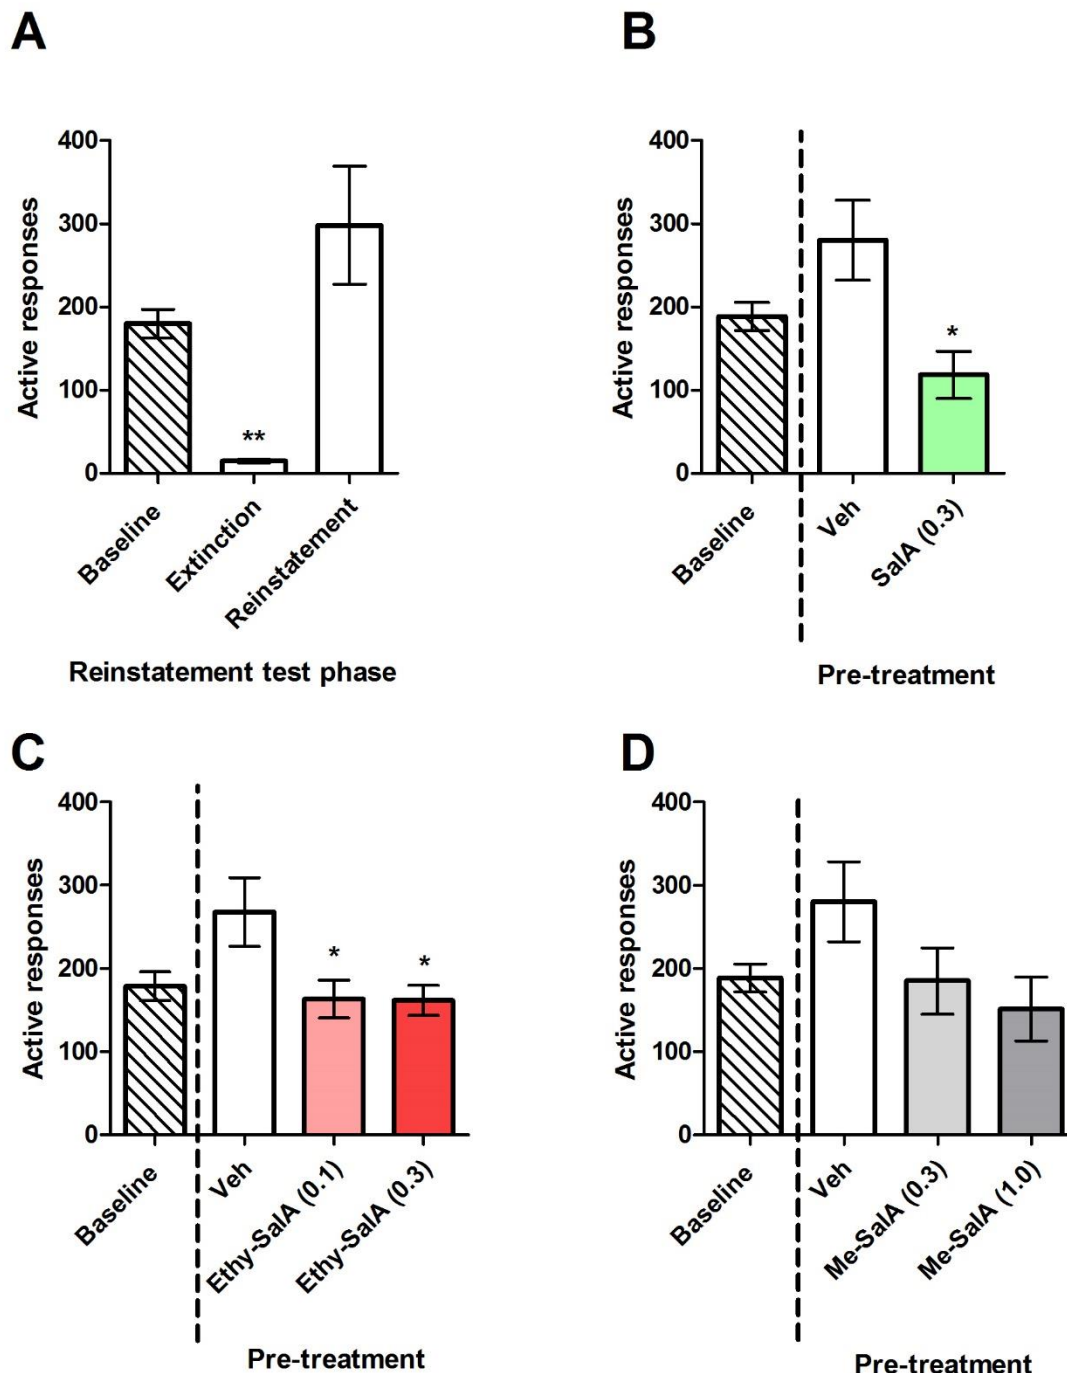 A
Active responses
400
300
200
100
0
**
Baseline
Extinction
Reinstatement
Reinstatement test phase
B
Active responses
400
300
200
100
0
*
Baseline
Veh
SalA (0.3)
Pre-treatment
C
Active responses
400
300
200
100
0
*
*
Baseline
Veh
Ethy-SalA (0.1)
Ethy-SalA (0.3)
Pre-treatment
D
Active responses
400
300
200
100
0
Baseline
Veh
Me-SalA (0.3)
Me-SalA (1.0)
Pre-treatment